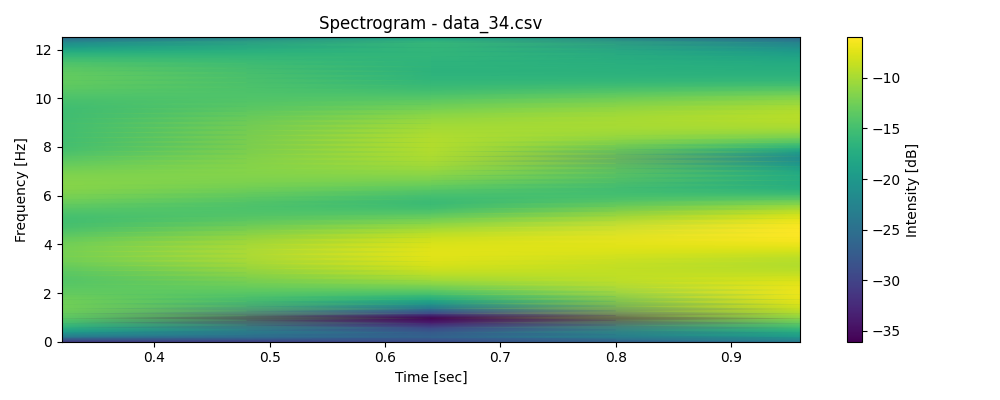 Spectrogram - data_34.csv
12
10
8
6
4
2
0
Frequency [Hz]
0.4 0.5 0.6 0.7 0.8 0.9
Time [sec]
−10
−15
−20
−25
−30
−35
Intensity [dB]